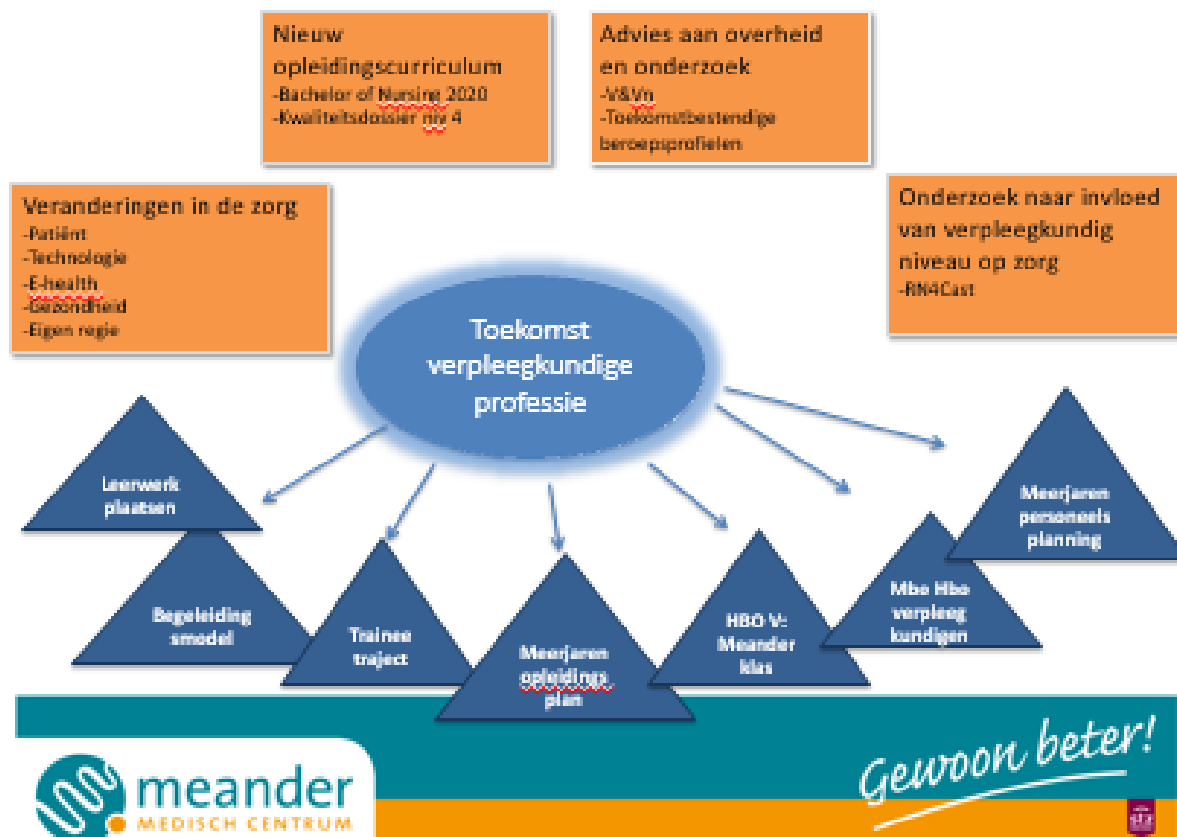 Nieuw
opleidingscurriculum
-Bachelor of Nursing 2020
-Kwaliteitsdossier niv 4
Advies aan overheid
en onderzoek
-V&Vn
-Toekomstbestendige
beroepsprofielen
Veranderingen in de zorg
-Patiënt
-Technologie
-E-health
-Gezondheid
-Eigen regie
Onderzoek naar invloed
van verpleegkundig
niveau op zorg
-RN4Cast
Toekomst
verpleegkundige
professie
Leerwerk
plaatsen
Begeleiding
smodel
Trainee
traject
Meerjaren
opleidings
plan
HBO V:
Meander
klas
Mbo Hbo
verpleeg
kundigen
Meerjaren
personeels
planning
meander
MEDISCH CENTRUM
Gewoon beter!